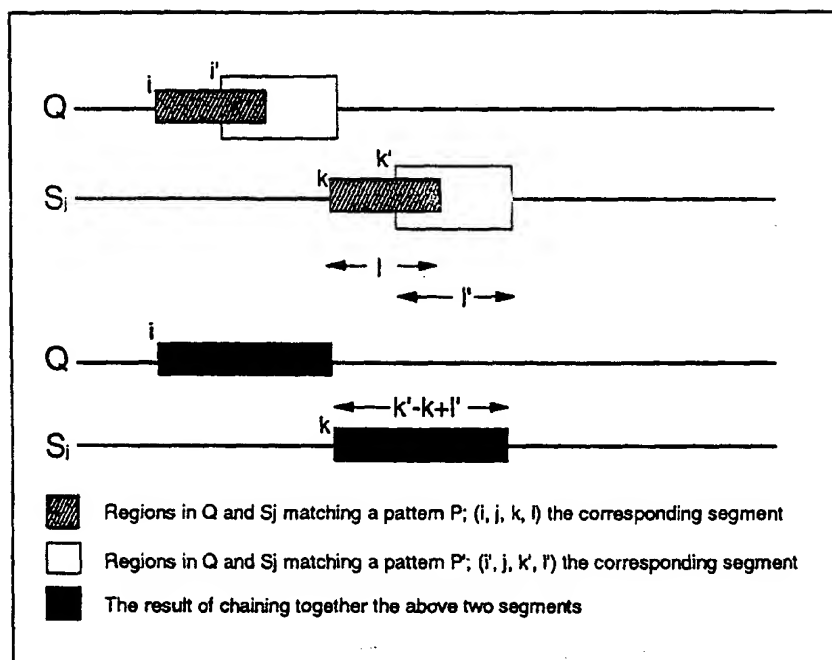 i'
i
Q
k'
k
Sj
l
l'
i
Q
k'-k+l'
k
Sj
Regions in Q and Sj matching a pattern P; (i, j, k, l) the corresponding segment
Regions in Q and Sj matching a pattern P'; (i', j, k', l') the corresponding segment
The result of chaining together the above two segments